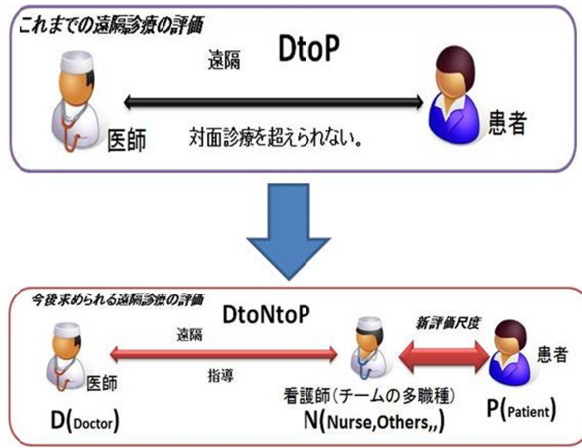 これまでの遠隔診療の評価
遠隔 DtoP
医師
対面診療を超えられない。
患者
今後求められる遠隔診療の評価
DtoNtoP
遠隔
新評価尺度
指導
医師
患者
看護師(チームの多職種)
D(Doctor)
N(Nurse,Others,,)
P(Patient)